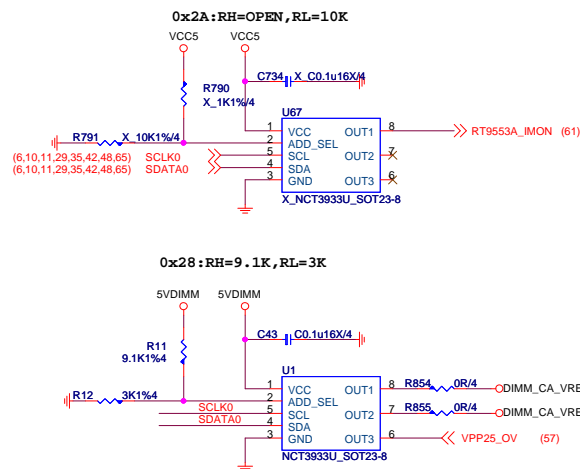 0x2A:RH=OPEN,RL=10K
VCC5 VCC5
C734 X_C0.1u16X/4
R790
X_1K1%/4
U67
R791 X_10K1%/4
1 VCC OUT1 8 RT9553A_IMON (61)
2 ADD_SEL
(6,10,11,29,35,42,48,65) SCLK0 5 SCL OUT2 7
(6,10,11,29,35,42,48,65) SDATA0 4 SDA
3 GND OUT3 6
X_NCT3933U_SOT23-8
0x28:RH=9.1K,RL=3K
5VDIMM 5VDIMM
C43 C0.1u16X/4
R11
9.1K1%4
U1
R12 3K1%4
1 VCC OUT1 8 R854 0R/4 DIMM_CA_VRE
2 ADD_SEL
SCLK0 5 SCL OUT2 7 R855 0R/4 DIMM_CA_VRE
SDATA0 4 SDA
3 GND OUT3 6 VPP25_OV (57)
NCT3933U_SOT23-8